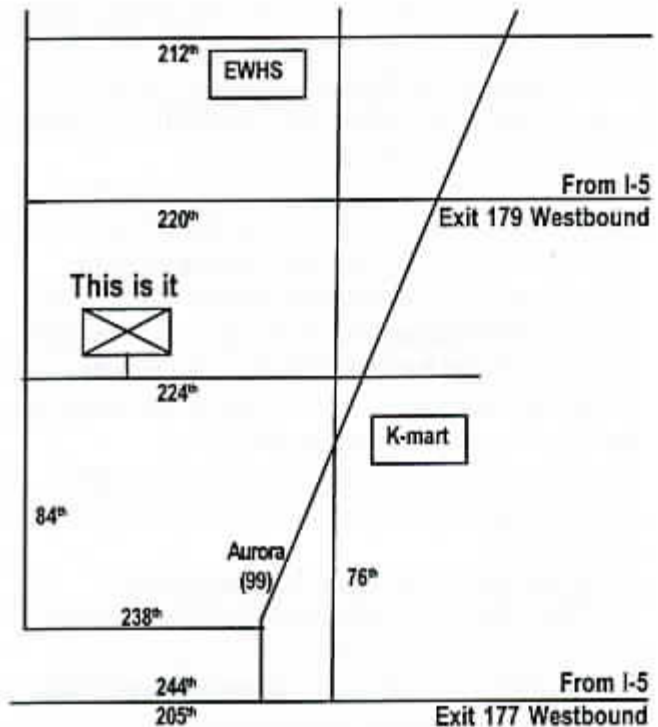 212th
EWHS
From I-5
220th
Exit 179 Westbound
This is it
224th
K-mart
84th
Aurora
(99)
76th
238th
244th
From I-5
205th
Exit 177 Westbound